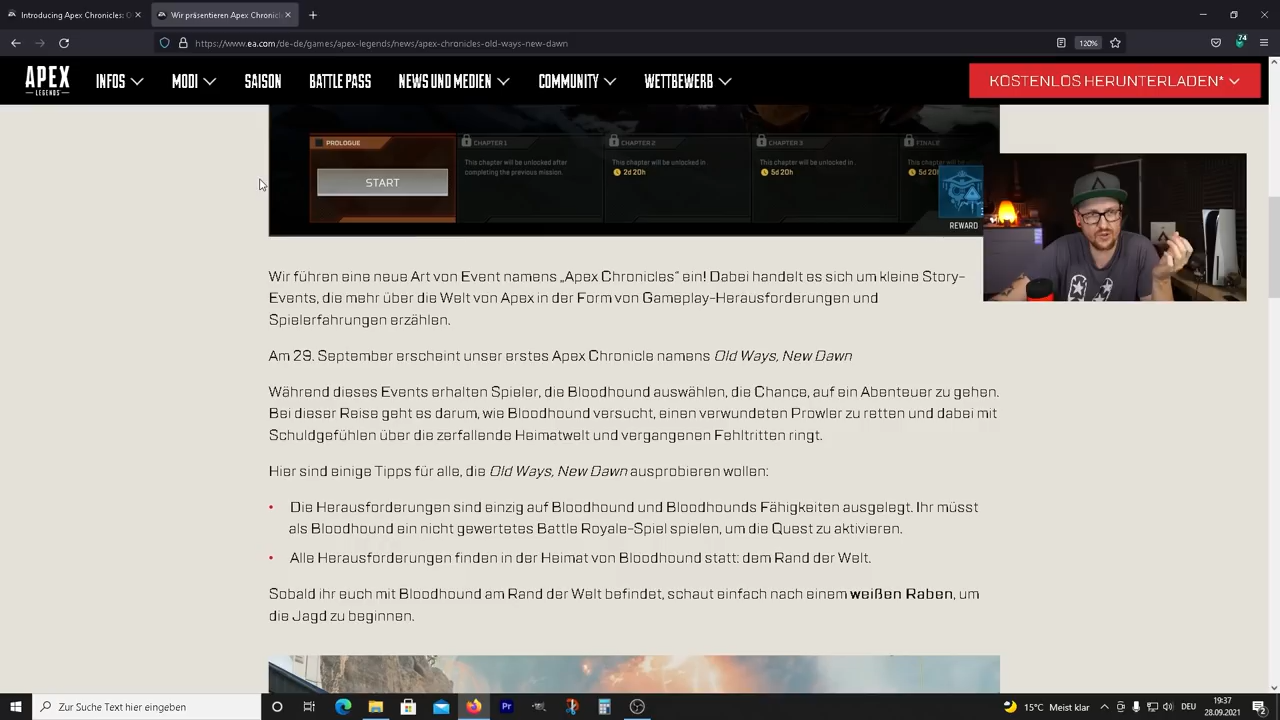 Introducing Apex Chronicles: O
Wir präsentieren Apex Chronicl
https://www.ea.com/de-de/games/apex-legends/news/apex-chronicles-old-ways-new-dawn
120%
74
APEX
LEGENDS
INFOS
MODI
SAISON
BATTLE PASS
NEWS UND MEDIEN
COMMUNITY
WETTBEWERB
KOSTENLOS HERUNTERLADEN*
PROLOGUE
START
CHAPTER 1
This chapter will be unlocked after
completing the previous mission.
CHAPTER 2
This chapter will be unlocked in
2d 20h
CHAPTER 3
This chapter will be unlocked in .
5d 20h
FINALE
This ch
5d 20
REWARD
Wir führen eine neue Art von Event namens „Apex Chronicles“ ein! Dabei handelt es sich um kleine Story-
Events, die mehr über die Welt von Apex in der Form von Gameplay-Herausforderungen und
Spielerfahrungen erzählen.
Am 29. September erscheint unser erstes Apex Chronicle namens Old Ways, New Dawn
Während dieses Events erhalten Spieler, die Bloodhound auswählen, die Chance, auf ein Abenteuer zu gehen.
Bei dieser Reise geht es darum, wie Bloodhound versucht, einen verwundeten Prowler zu retten und dabei mit
Schuldgefühlen über die zerfallende Heimatwelt und vergangenen Fehltritten ringt.
Hier sind einige Tipps für alle, die Old Ways, New Dawn ausprobieren wollen:
• Die Herausforderungen sind einzig auf Bloodhound und Bloodhounds Fähigkeiten ausgelegt. Ihr müsst
als Bloodhound ein nicht gewertetes Battle Royale-Spiel spielen, um die Quest zu aktivieren.
• Alle Herausforderungen finden in der Heimat von Bloodhound statt: dem Rand der Welt.
Sobald ihr euch mit Bloodhound am Rand der Welt befindet, schaut einfach nach einem weißen Raben, um
die Jagd zu beginnen.
Zur Suche Text hier eingeben
Pr
15°C Meist klar
DEU
19:37
28.09.2021
2